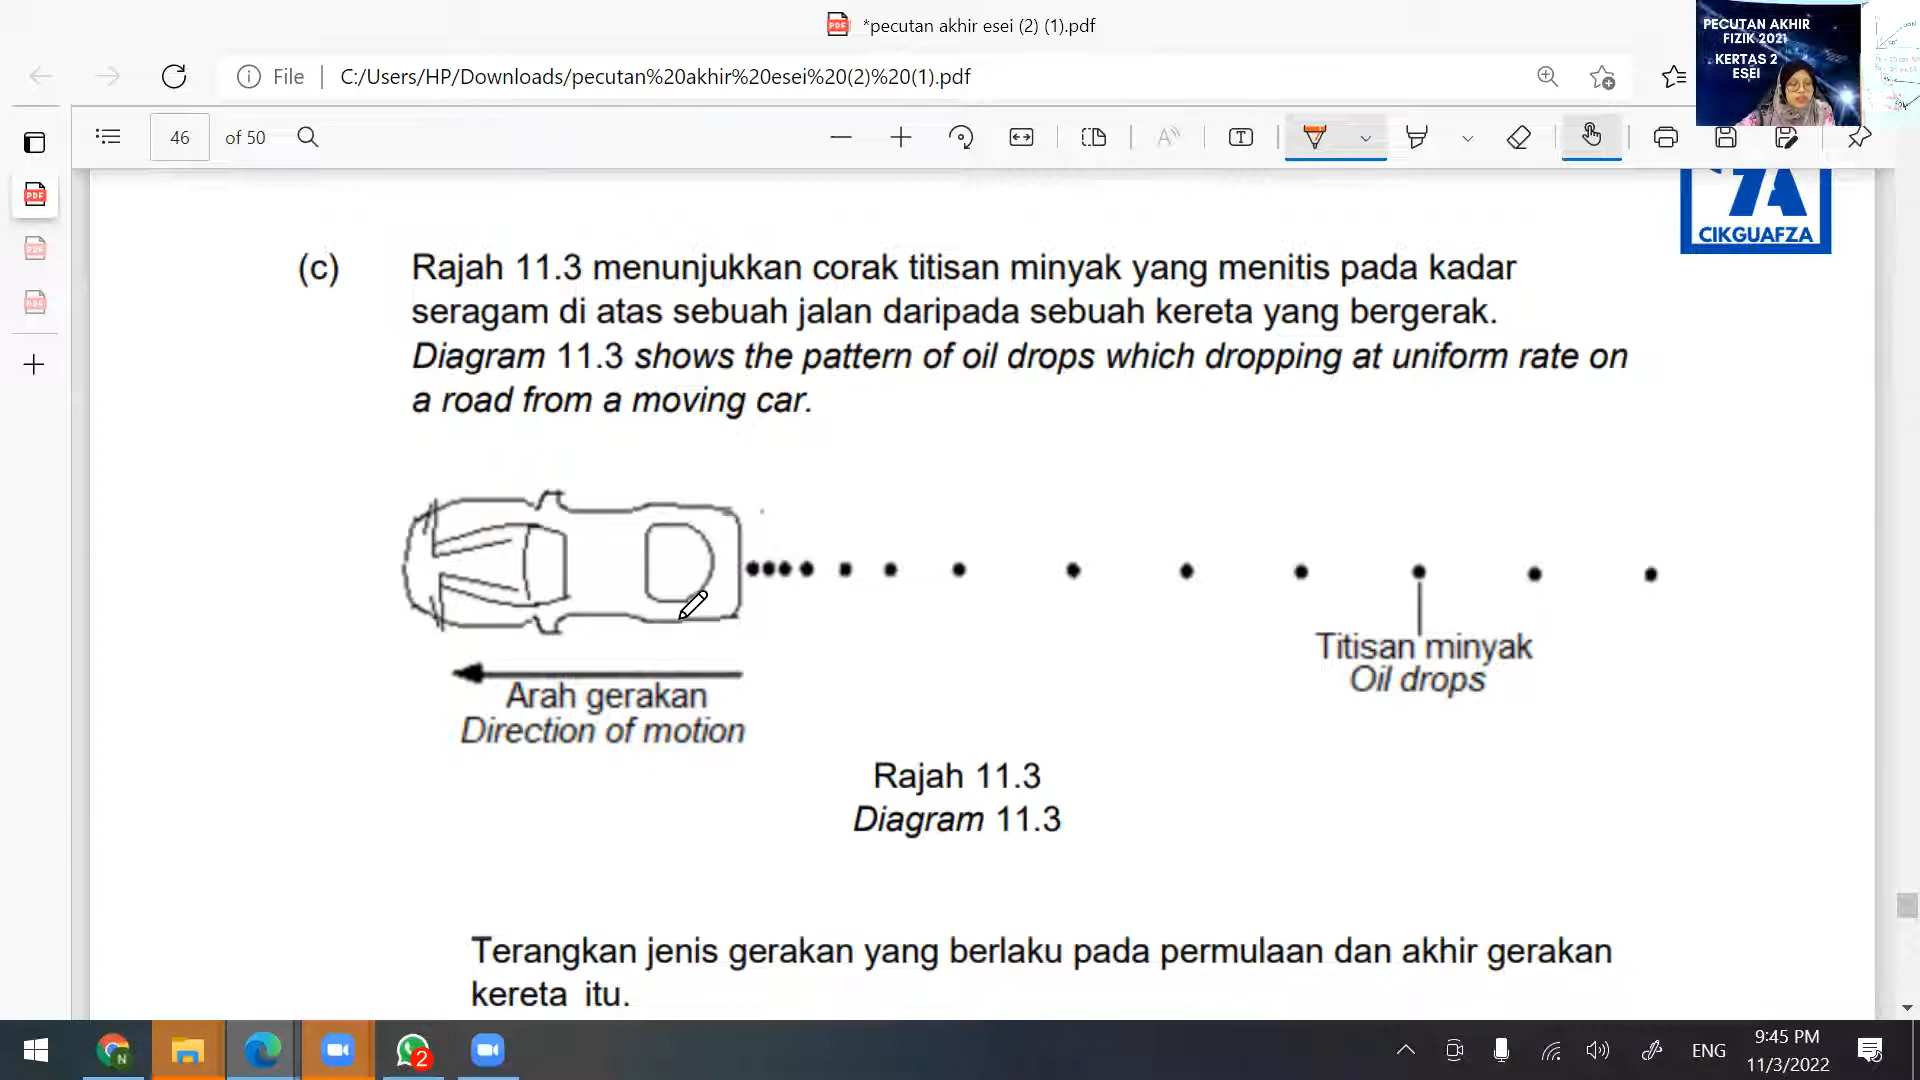 *pecutan akhir esei (2) (1).pdf
File
C:/Users/HP/Downloads/pecutan%20akhir%20esei%20(2)%20(1).pdf
PECUTAN AKHIR
FIZIK 2021
KERTAS 2
ESEI
46
of 50
CIKGUAFZA
(c)
Rajah 11.3 menunjukkan corak titisan minyak yang menitis pada kadar
seragam di atas sebuah jalan daripada sebuah kereta yang bergerak.
Diagram 11.3 shows the pattern of oil drops which dropping at uniform rate on
a road from a moving car.
Titisan minyak
Oil drops
Arah gerakan
Direction of motion
Rajah 11.3
Diagram 11.3
Terangkan jenis gerakan yang berlaku pada permulaan dan akhir gerakan
kereta itu.
N
2
ENG
9:45 PM
11/3/2022